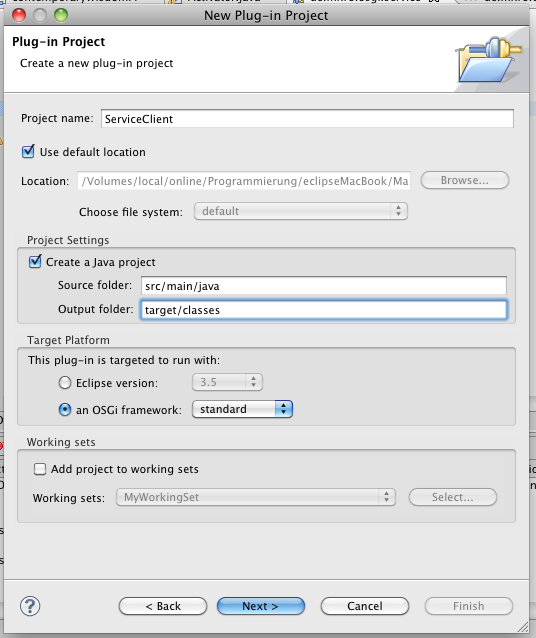 New Plug-in Project
Plug-in Project
Create a new plug-in project
Project name: ServiceClient
Use default location
Location: /Volumes/local/online/Programmierung/eclipseMacBook/Ma Browse...
Choose file system: default
Project Settings
Create a Java project
Source folder: src/main/java
Output folder: target/classes
Target Platform
This plug-in is targeted to run with:
Eclipse version: 3.5
an OSGi framework: standard
Working sets
Add project to working sets
Working sets: MyWorkingSet Select...
? < Back Next > Cancel Finish